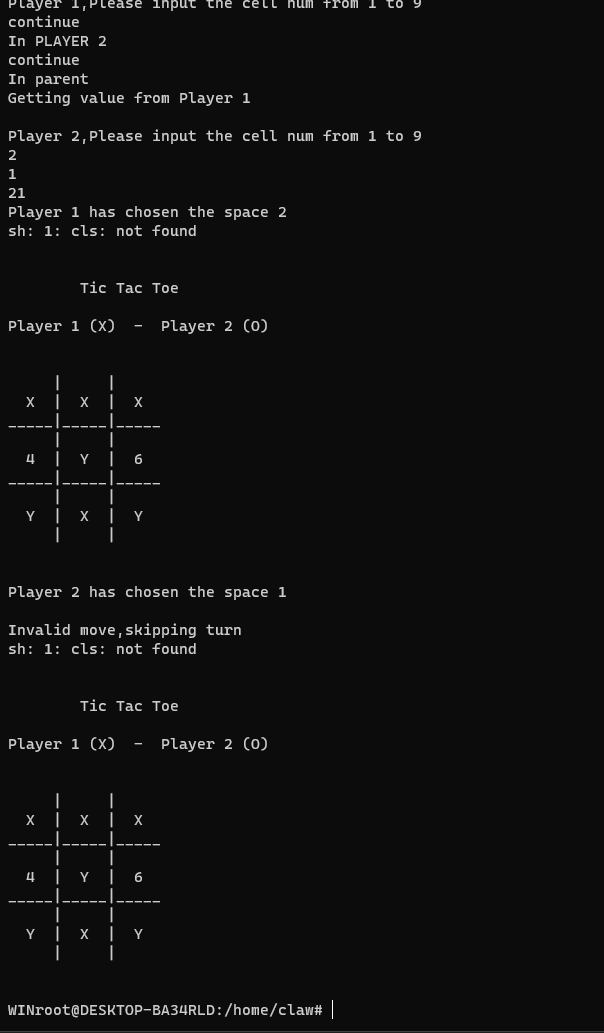 Player 1,Please input the cell num from 1 to 9
continue
In PLAYER 2
continue
In parent
Getting value from Player 1
Player 2,Please input the cell num from 1 to 9
2
1
21
Player 1 has chosen the space 2
sh: 1: cls: not found
Tic Tac Toe
Player 1 (X)  -  Player 2 (O)
     |     |
  X  |  X  |  X
_____|_____|_____
     |     |
  4  |  Y  |  6
_____|_____|_____
     |     |
  Y  |  X  |  Y
     |     |
Player 2 has chosen the space 1
Invalid move,skipping turn
sh: 1: cls: not found
Tic Tac Toe
Player 1 (X)  -  Player 2 (O)
     |     |
  X  |  X  |  X
_____|_____|_____
     |     |
  4  |  Y  |  6
_____|_____|_____
     |     |
  Y  |  X  |  Y
     |     |
WINroot@DESKTOP-BA34RLD:/home/claw#